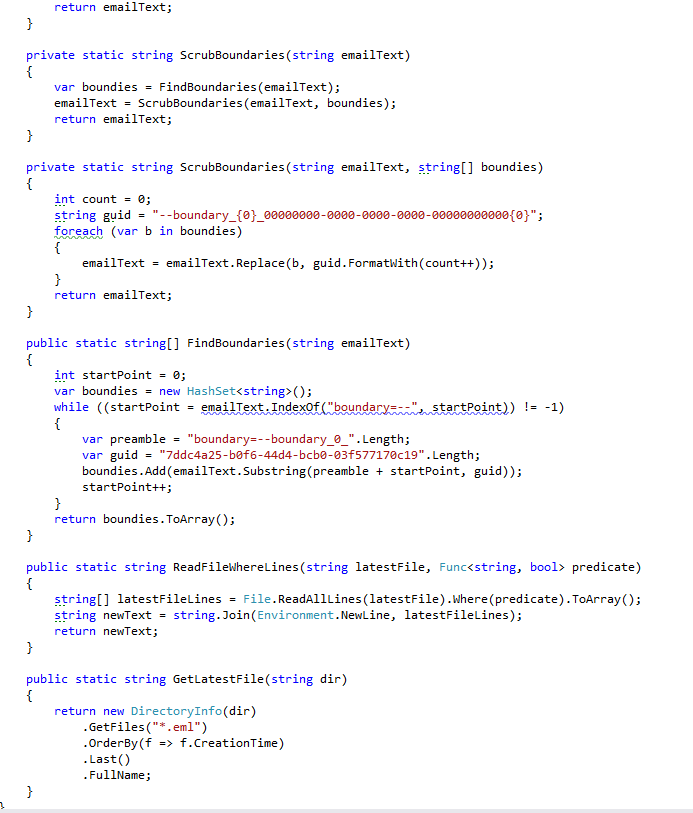 return emailText;
    }

    private static string ScrubBoundaries(string emailText)
    {
        var boundies = FindBoundaries(emailText);
        emailText = ScrubBoundaries(emailText, boundies);
        return emailText;
    }

    private static string ScrubBoundaries(string emailText, string[] boundies)
    {
        int count = 0;
        string guid = "--boundary_{0}_00000000-0000-0000-0000-00000000000{0}";
        foreach (var b in boundies)
        {
            emailText = emailText.Replace(b, guid.FormatWith(count++));
        }
        return emailText;
    }

    public static string[] FindBoundaries(string emailText)
    {
        int startPoint = 0;
        var boundies = new HashSet<string>();
        while ((startPoint = emailText.IndexOf("boundary=--", startPoint)) != -1)
        {
            var preamble = "boundary=--boundary_0_".Length;
            var guid = "7ddc4a25-b0f6-44d4-bcb0-03f577170c19".Length;
            boundies.Add(emailText.Substring(preamble + startPoint, guid));
            startPoint++;
        }
        return boundies.ToArray();
    }

    public static string ReadFileWhereLines(string latestFile, Func<string, bool> predicate)
    {
        string[] latestFileLines = File.ReadAllLines(latestFile).Where(predicate).ToArray();
        string newText = string.Join(Environment.NewLine, latestFileLines);
        return newText;
    }

    public static string GetLatestFile(string dir)
    {
        return new DirectoryInfo(dir)
            .GetFiles("*.eml")
            .OrderBy(f => f.CreationTime)
            .Last()
            .FullName;
    }
}